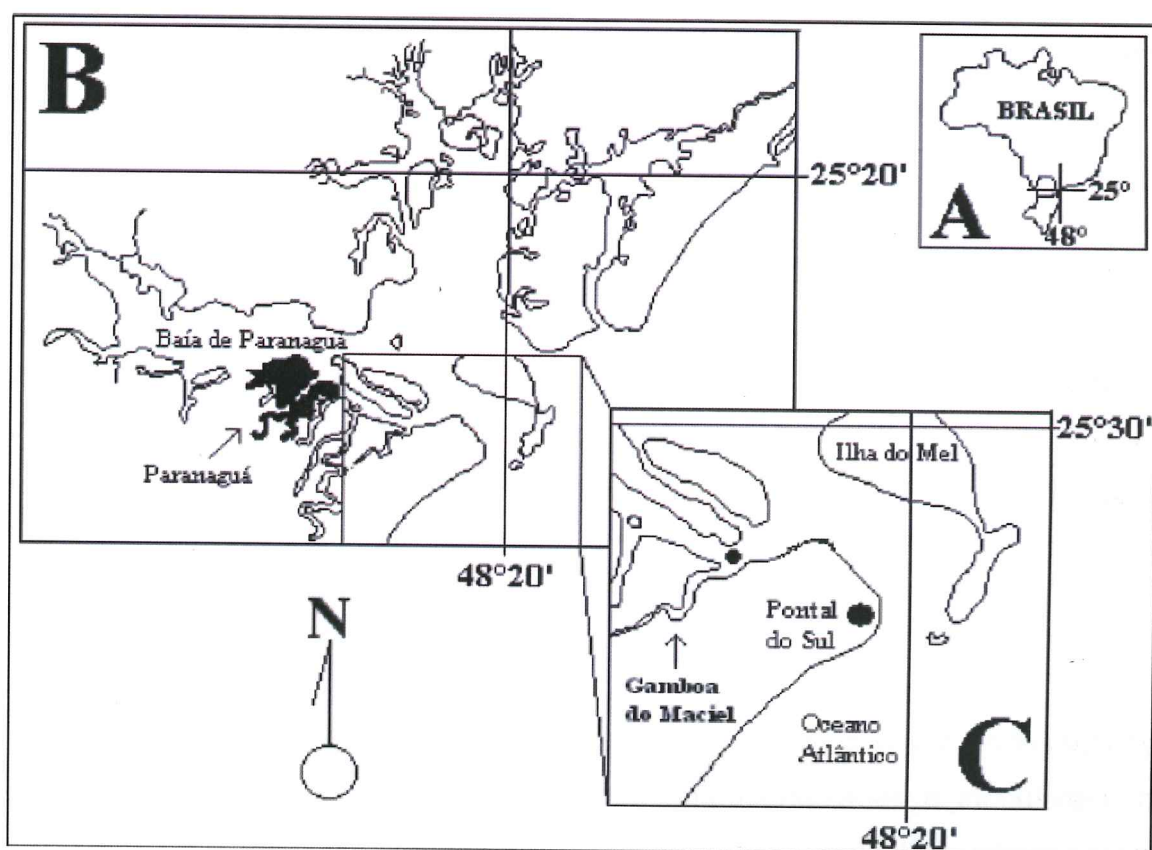 B
BRASIL
25°
A
48°
25°20'
Baía de Paranaguá
Paranaguá
48°20'
25°30'
Ilha do Mel
N
Pontal
do Sul
Gamboa
do Maciel
Oceano
Atlântico
C
48°20'